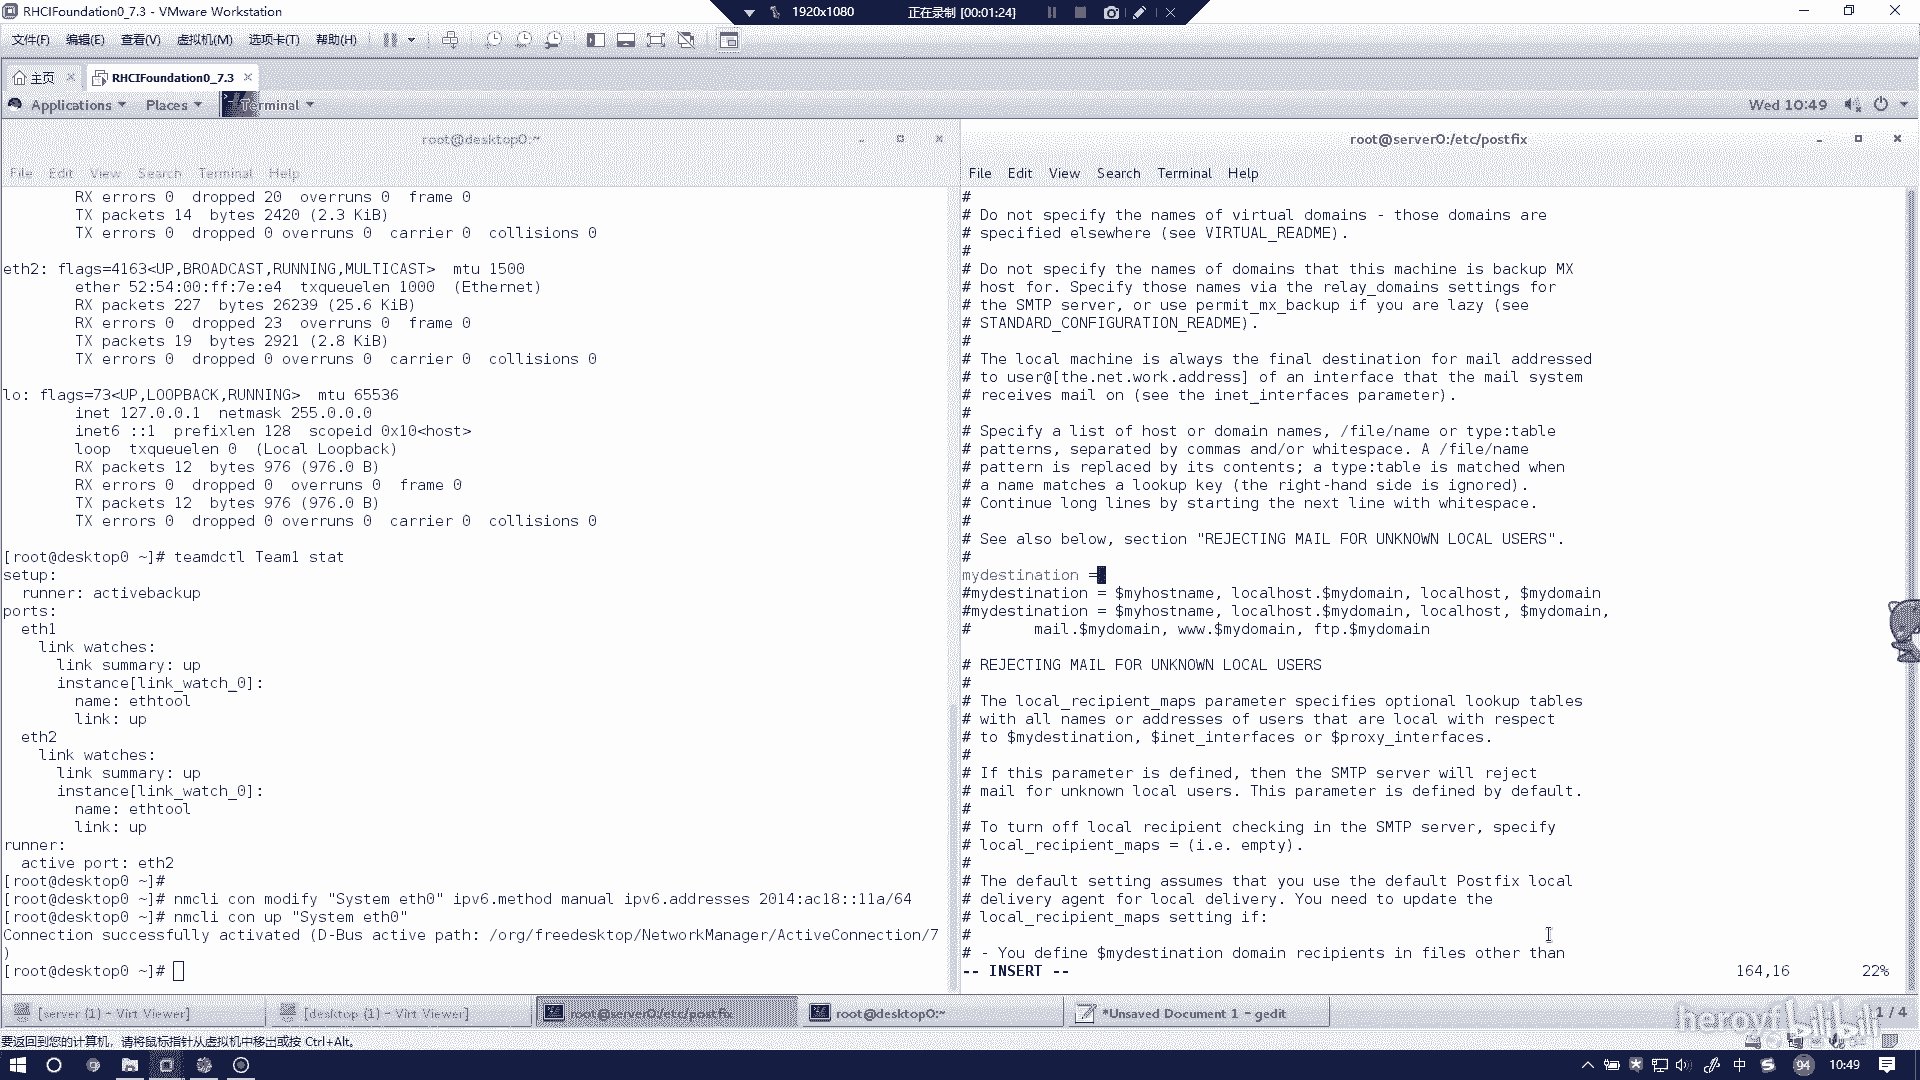 RHCIFoundation0_7.3 - VMware Workstation
1920x1080
正在录制 [00:01:24]
文件(F) 编辑(E) 查看(V) 虚拟机(M) 选项卡(T) 帮助(H)
主页
RHCIFoundation0_7.3
Applications Places Terminal
Wed 10:49
root@desktop0:~
File Edit View Search Terminal Help
RX errors 0  dropped 20  overruns 0  frame 0
TX packets 14  bytes 2420 (2.3 KiB)
TX errors 0  dropped 0 overruns 0  carrier 0  collisions 0
eth2: flags=4163<UP,BROADCAST,RUNNING,MULTICAST>  mtu 1500
ether 52:54:00:ff:7e:e4  txqueuelen 1000  (Ethernet)
RX packets 227  bytes 26239 (25.6 KiB)
RX errors 0  dropped 23  overruns 0  frame 0
TX packets 19  bytes 2921 (2.8 KiB)
TX errors 0  dropped 0 overruns 0  carrier 0  collisions 0
lo: flags=73<UP,LOOPBACK,RUNNING>  mtu 65536
inet 127.0.0.1  netmask 255.0.0.0
inet6 ::1  prefixlen 128  scopeid 0x10<host>
loop  txqueuelen 0  (Local Loopback)
RX packets 12  bytes 976 (976.0 B)
RX errors 0  dropped 0  overruns 0  frame 0
TX packets 12  bytes 976 (976.0 B)
TX errors 0  dropped 0 overruns 0  carrier 0  collisions 0
[root@desktop0 ~]# teamdctl Team1 stat
setup:
runner: activebackup
ports:
eth1
link watches:
link summary: up
instance[link_watch_0]:
name: ethtool
link: up
eth2
link watches:
link summary: up
instance[link_watch_0]:
name: ethtool
link: up
runner:
active port: eth2
[root@desktop0 ~]#
[root@desktop0 ~]# nmcli con modify "System eth0" ipv6.method manual ipv6.addresses 2014:ac18::11a/64
[root@desktop0 ~]# nmcli con up "System eth0"
Connection successfully activated (D-Bus active path: /org/freedesktop/NetworkManager/ActiveConnection/7
)
[root@desktop0 ~]#
root@server0:/etc/postfix
File Edit View Search Terminal Help
#
# Do not specify the names of virtual domains - those domains are
# specified elsewhere (see VIRTUAL_README).
#
# Do not specify the names of domains that this machine is backup MX
# host for. Specify those names via the relay_domains settings for
# the SMTP server, or use permit_mx_backup if you are lazy (see
# STANDARD_CONFIGURATION_README).
#
# The local machine is always the final destination for mail addressed
# to user@[the.net.work.address] of an interface that the mail system
# receives mail on (see the inet_interfaces parameter).
#
# Specify a list of host or domain names, /file/name or type:table
# patterns, separated by commas and/or whitespace. A /file/name
# pattern is replaced by its contents; a type:table is matched when
# a name matches a lookup key (the right-hand side is ignored).
# Continue long lines by starting the next line with whitespace.
#
# See also below, section "REJECTING MAIL FOR UNKNOWN LOCAL USERS".
#
mydestination =
#mydestination = $myhostname, localhost.$mydomain, localhost, $mydomain
#mydestination = $myhostname, localhost.$mydomain, localhost, $mydomain,
#       mail.$mydomain, www.$mydomain, ftp.$mydomain
# REJECTING MAIL FOR UNKNOWN LOCAL USERS
#
# The local_recipient_maps parameter specifies optional lookup tables
# with all names or addresses of users that are local with respect
# to $mydestination, $inet_interfaces or $proxy_interfaces.
#
# If this parameter is defined, then the SMTP server will reject
# mail for unknown local users. This parameter is defined by default.
#
# To turn off local recipient checking in the SMTP server, specify
# local_recipient_maps = (i.e. empty).
#
# The default setting assumes that you use the default Postfix local
# delivery agent for local delivery. You need to update the
# local_recipient_maps setting if:
#
# - You define $mydestination domain recipients in files other than
-- INSERT --
164,16
22%
[server (1) - Virt Viewer]
[desktop (1) - Virt Viewer]
root@server0:/etc/postfix
root@desktop0:~
*Unsaved Document 1 - gedit
1 / 4
bilibili
要返回到您的计算机，请将鼠标指针从虚拟机中移出或按 Ctrl+Alt。
中
94
10:49